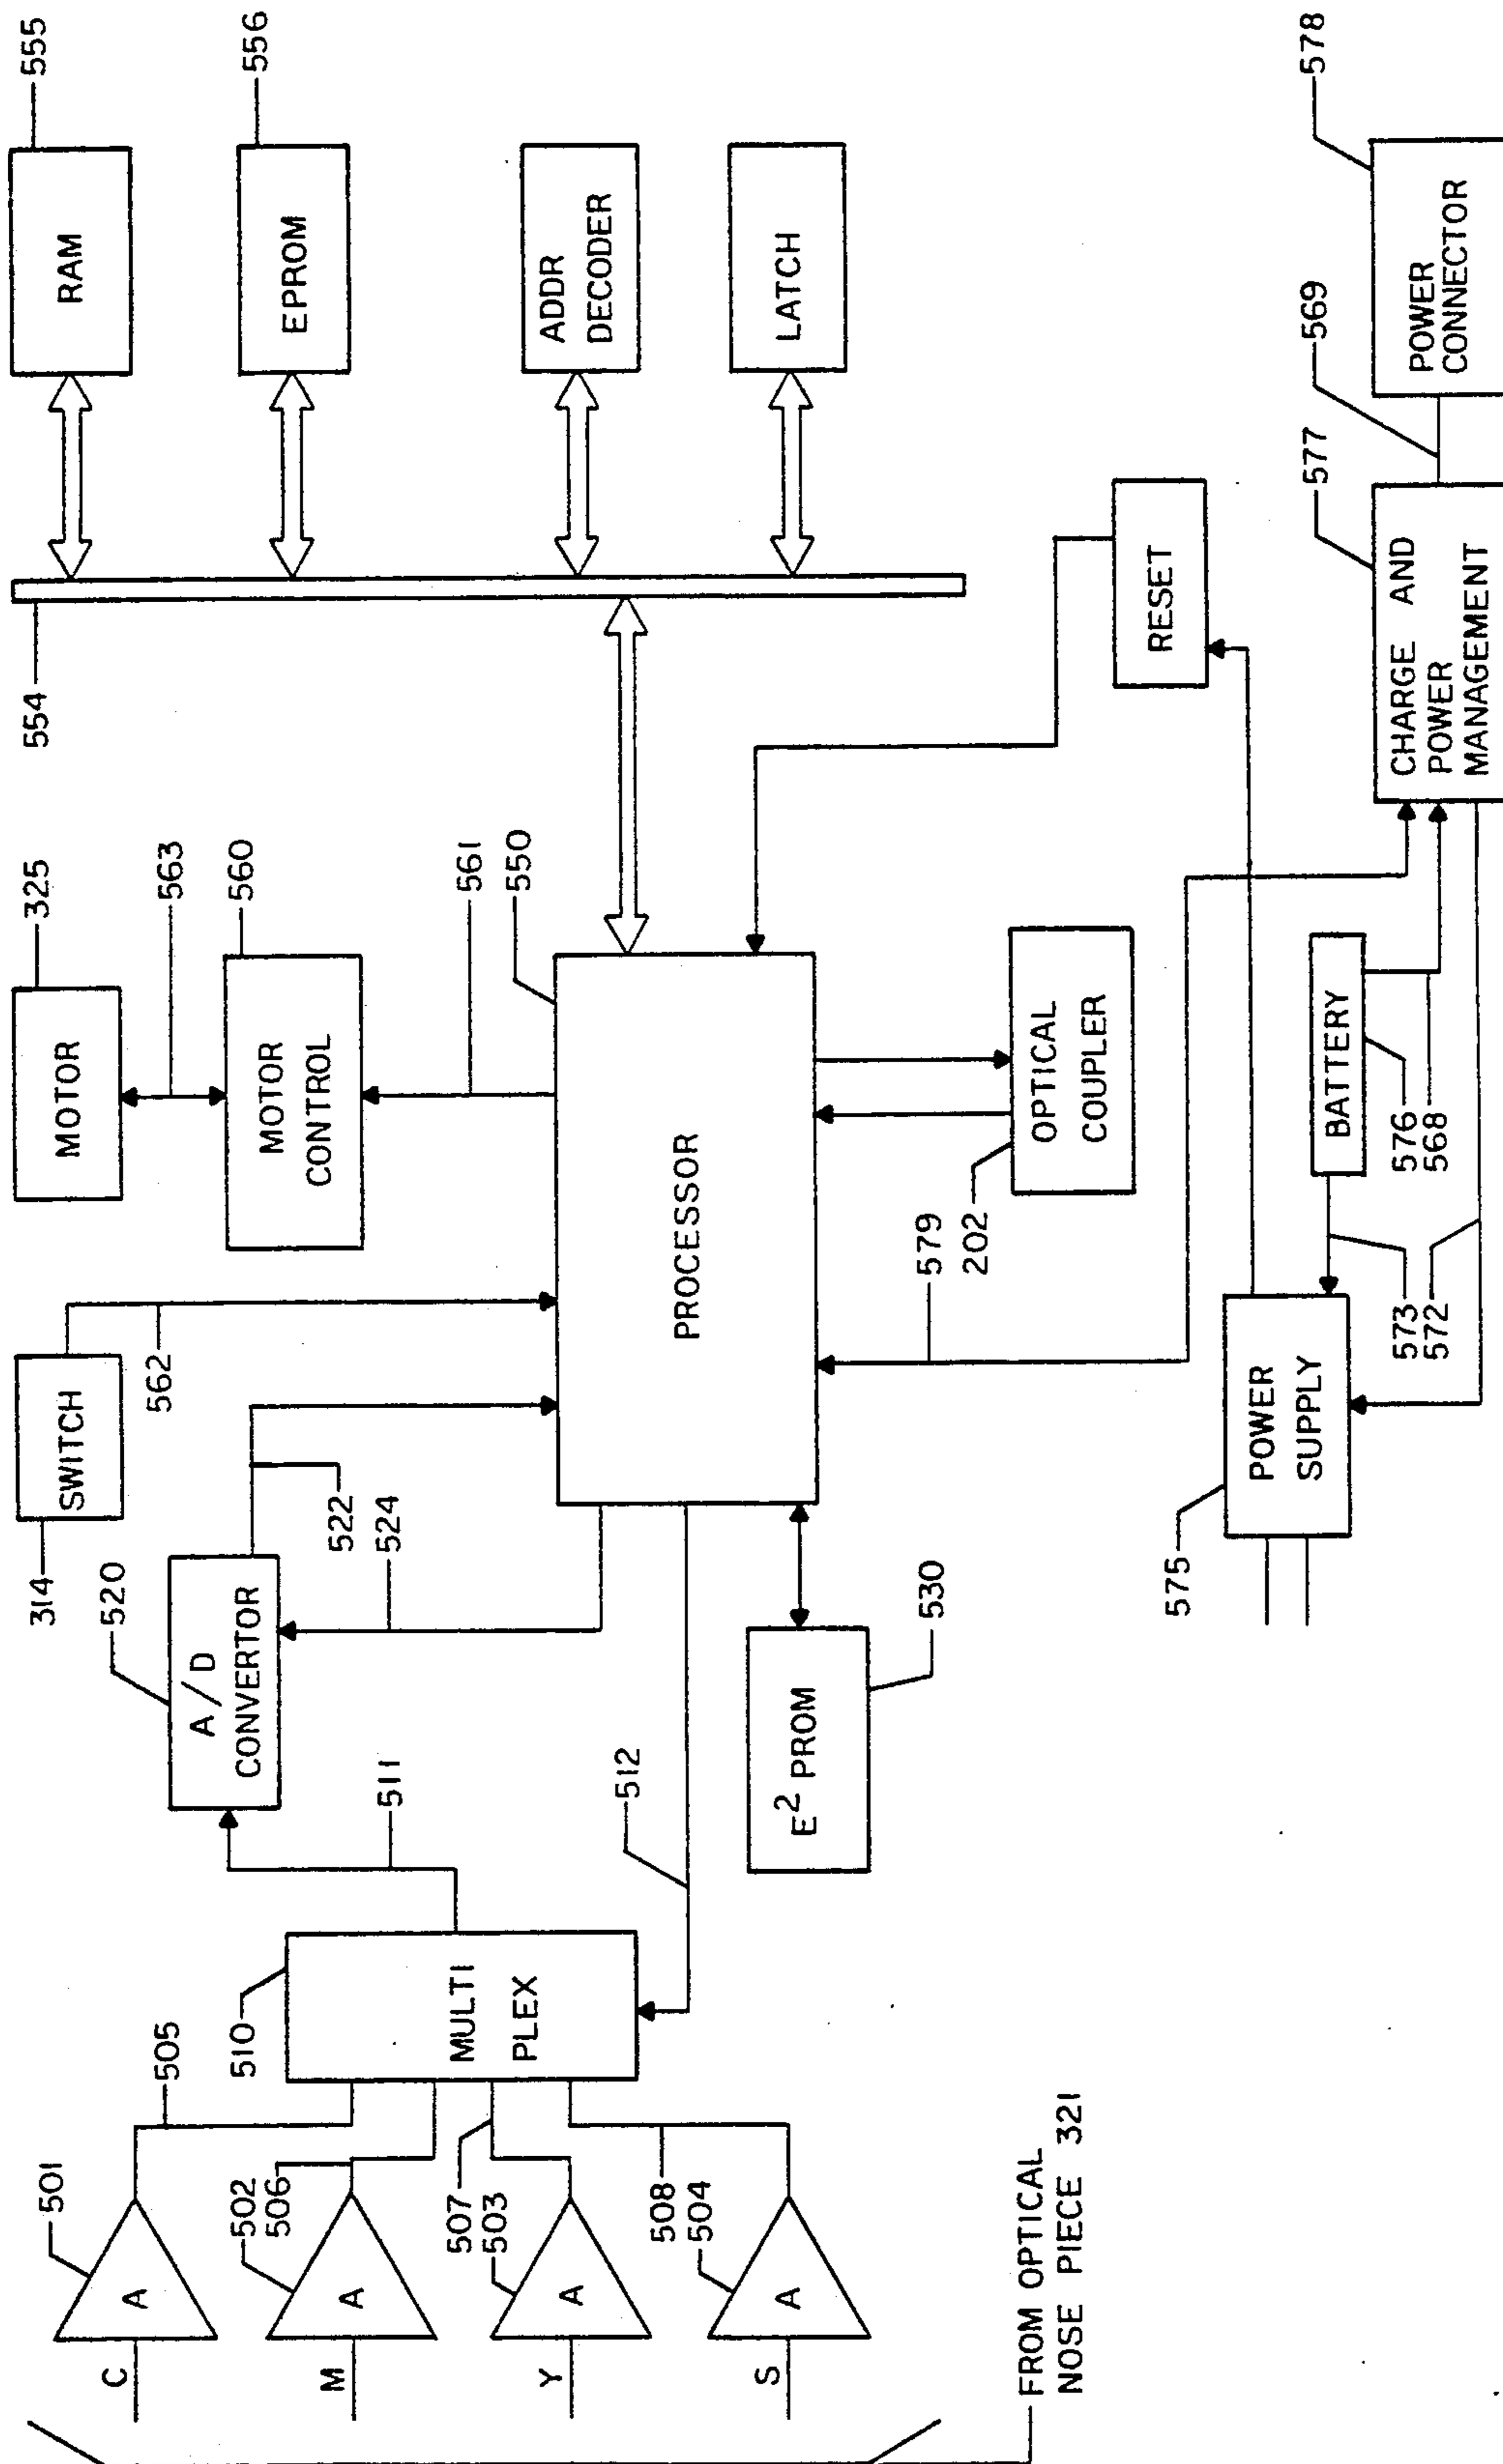 C
M
Y
S
FROM OPTICAL
NOSE PIECE 321
501
A
502
A
503
A
504
A
505
506
507
508
510
MULTI
PLEX
511
512
520
A/D
CONVERTOR
522
524
E² PROM
530
314
SWITCH
562
325
MOTOR
563
560
MOTOR
CONTROL
561
550
PROCESSOR
579
202
OPTICAL
COUPLER
554
RAM
555
EPROM
556
ADDR
DECODER
LATCH
RESET
575
POWER
SUPPLY
573
572
BATTERY
576
568
577
CHARGE AND
POWER
MANAGEMENT
569
578
POWER
CONNECTOR